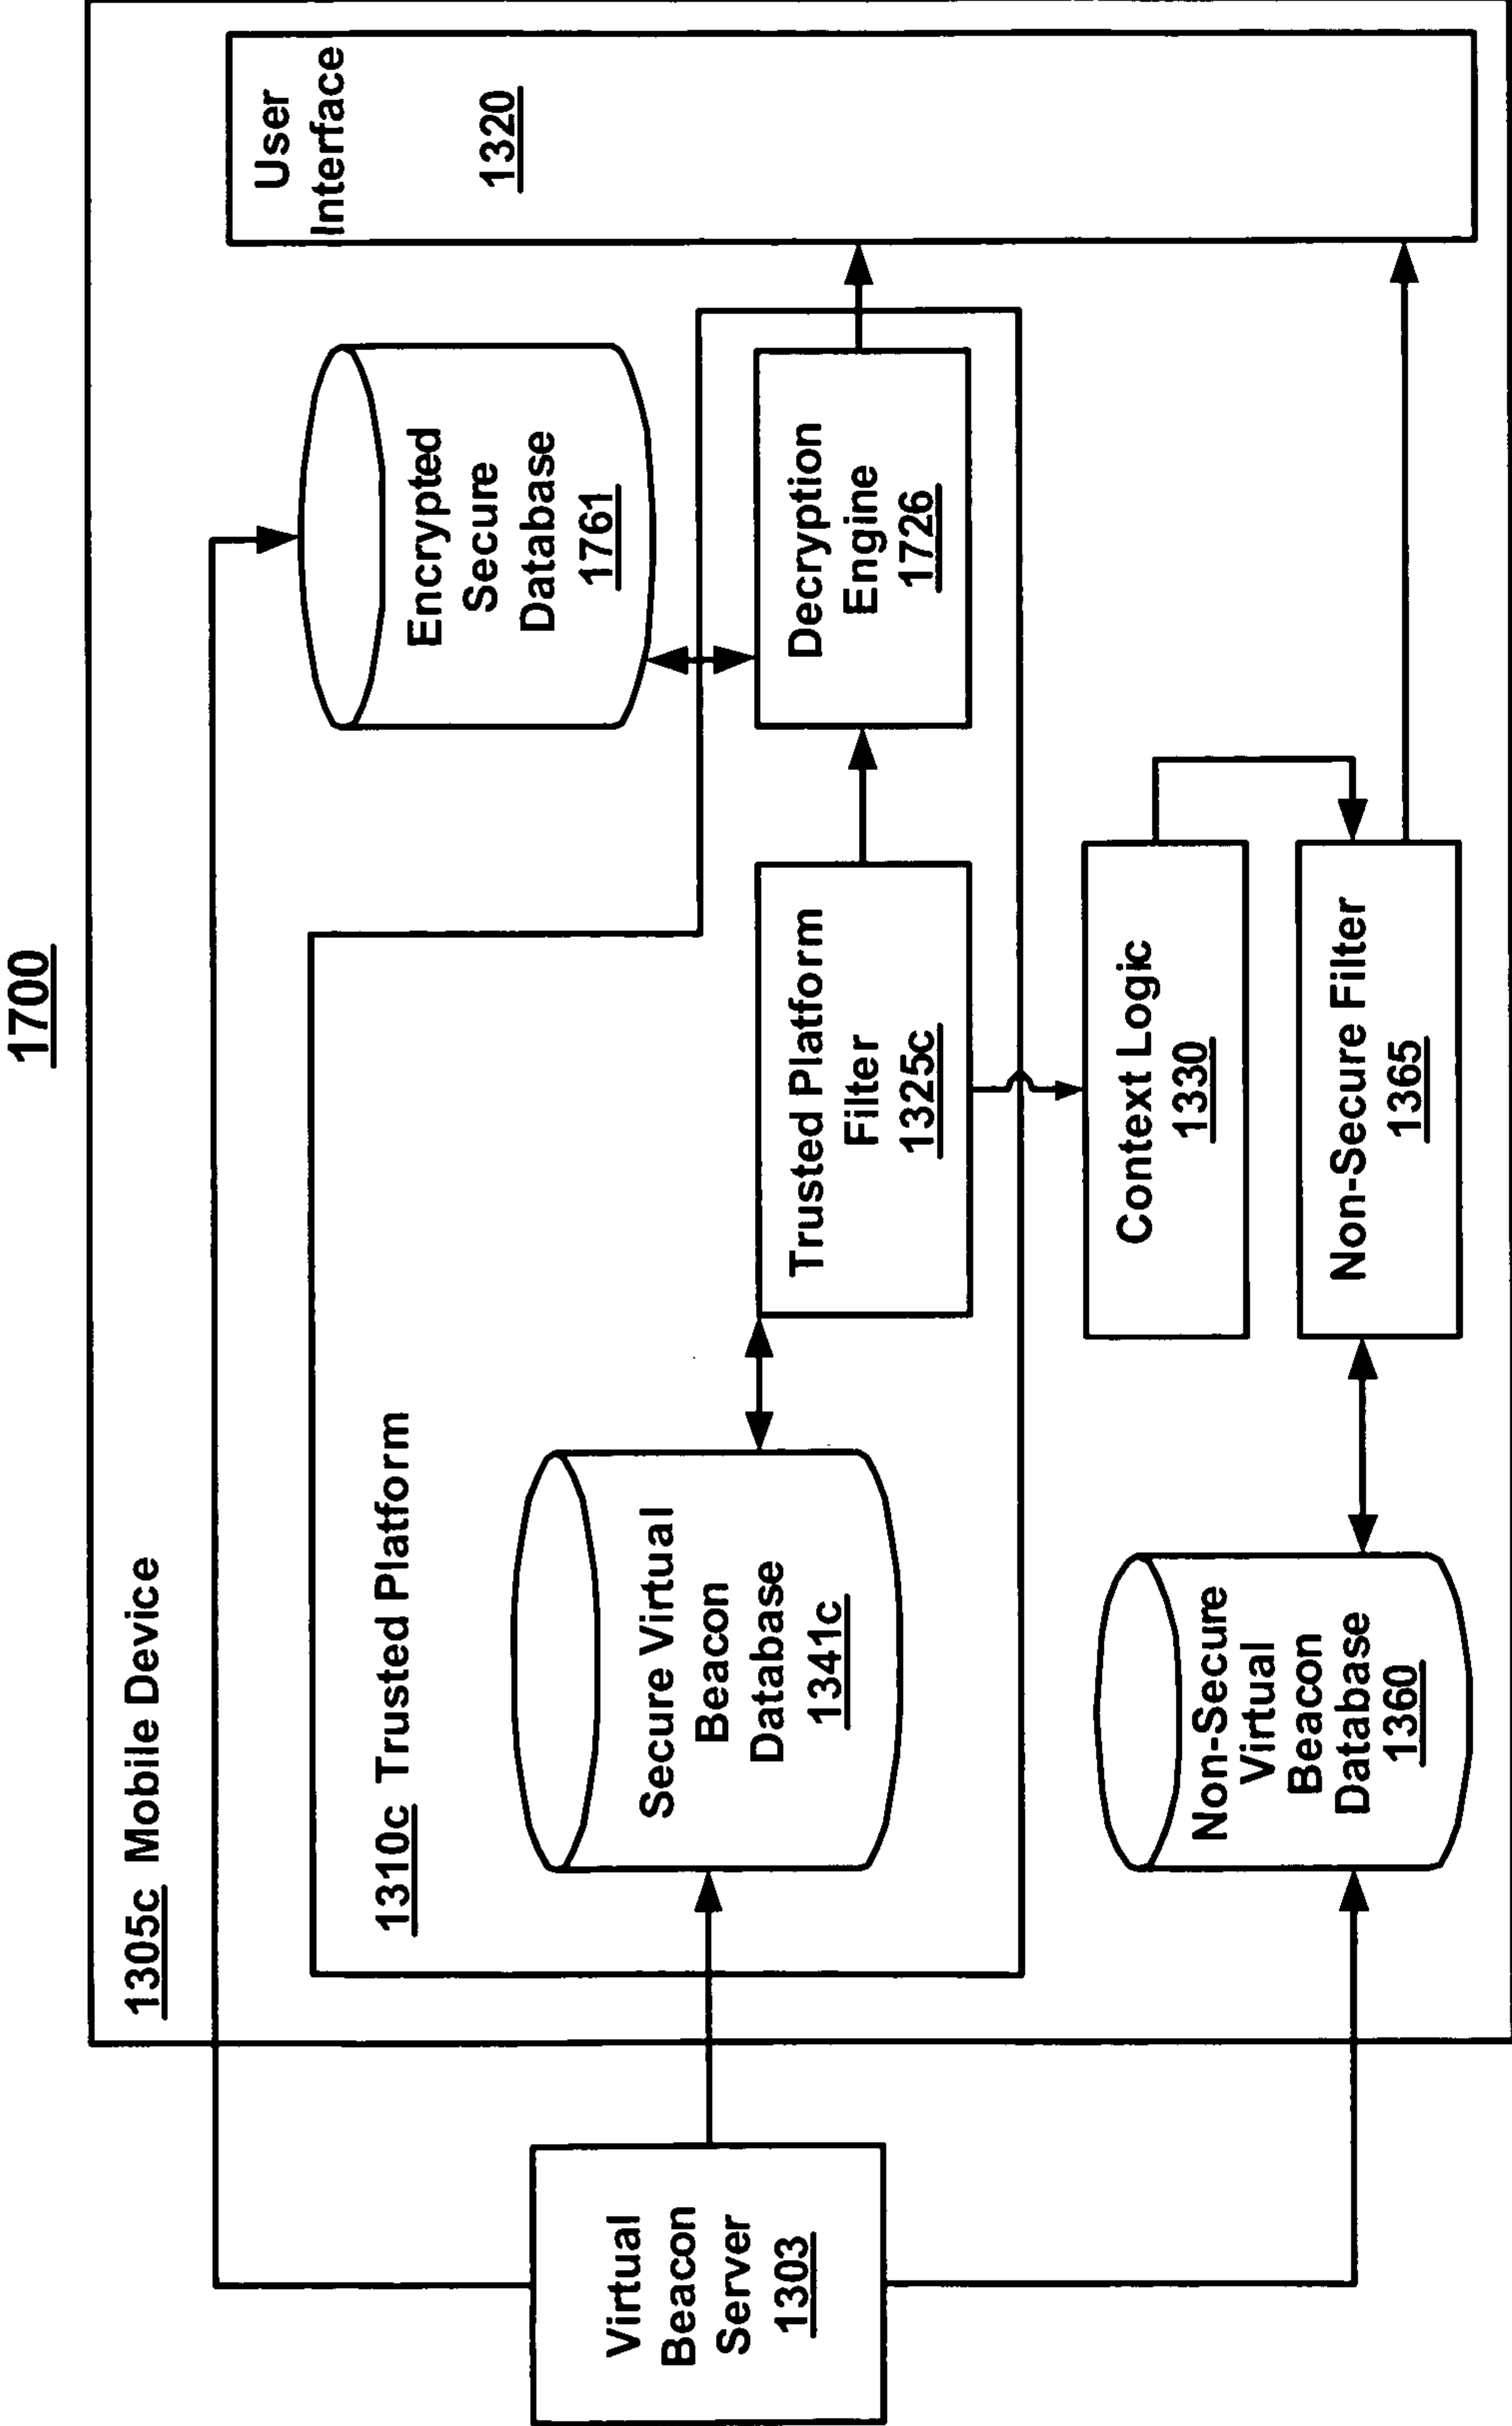 1700
1305c Mobile Device
User
Interface
1320
Encrypted
Secure
Database
1761
1310c Trusted Platform
Secure Virtual
Beacon
Database
1341c
Trusted Platform
Filter
1325c
Decryption
Engine
1726
Virtual
Beacon
Server
1303
Context Logic
1330
Non-Secure Filter
1365
Non-Secure
Virtual
Beacon
Database
1360